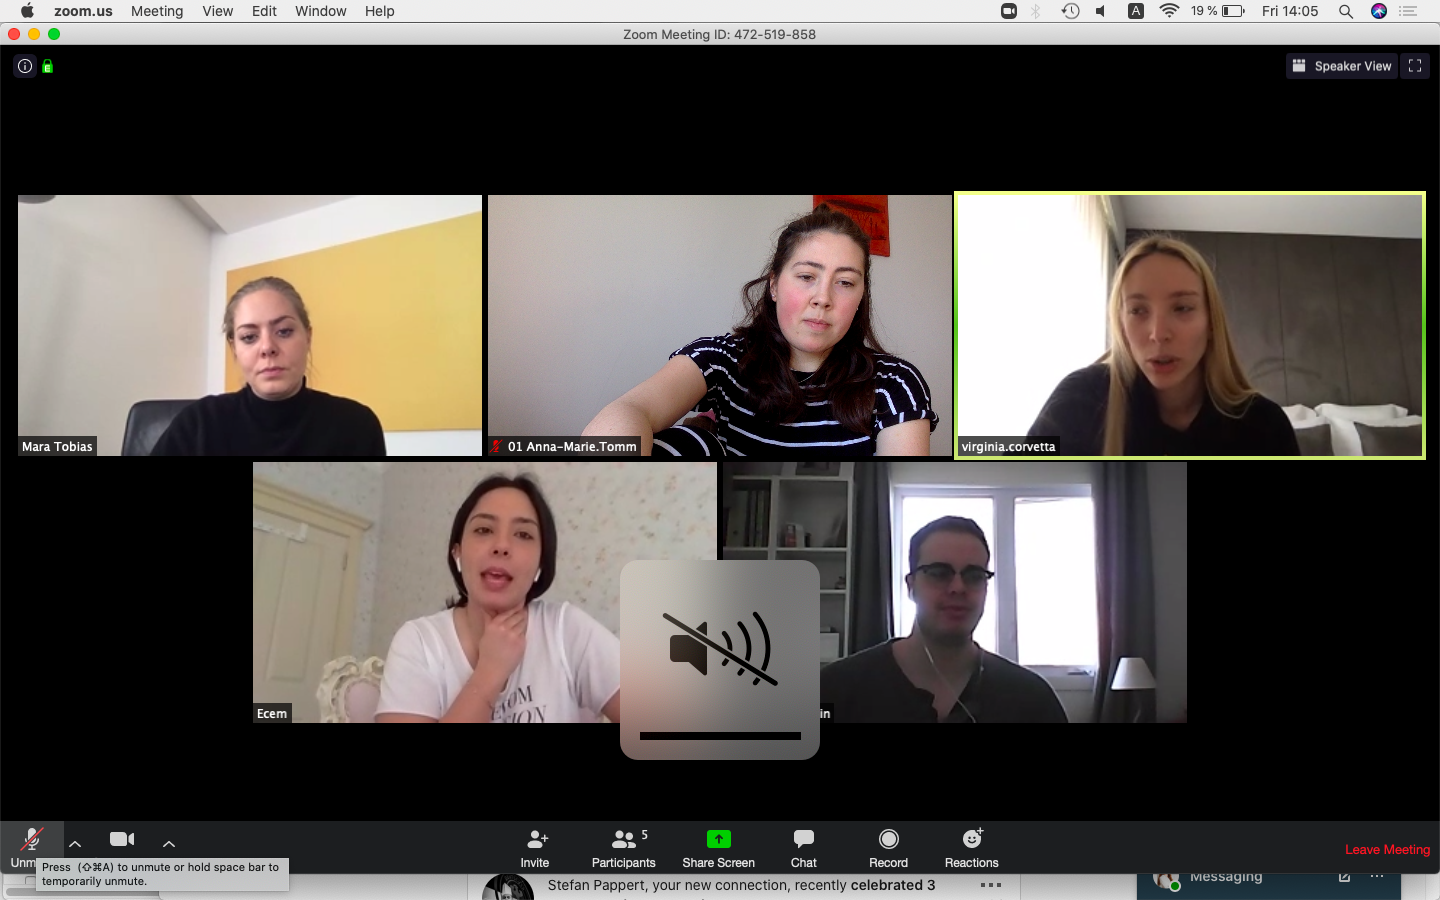 zoom.us Meeting View Edit Window Help A 19 % Fri 14:05
Zoom Meeting ID: 472-519-858
Speaker View
Mara Tobias
01 Anna-Marie.Tomm
virginia.corvetta
Ecem
in
5
Invite Participants Share Screen Chat Record Reactions
Leave Meeting
Press (⇧⌘A) to unmute or hold space bar to
temporarily unmute.
Stefan Pappert, your new connection, recently celebrated 3
Messaging